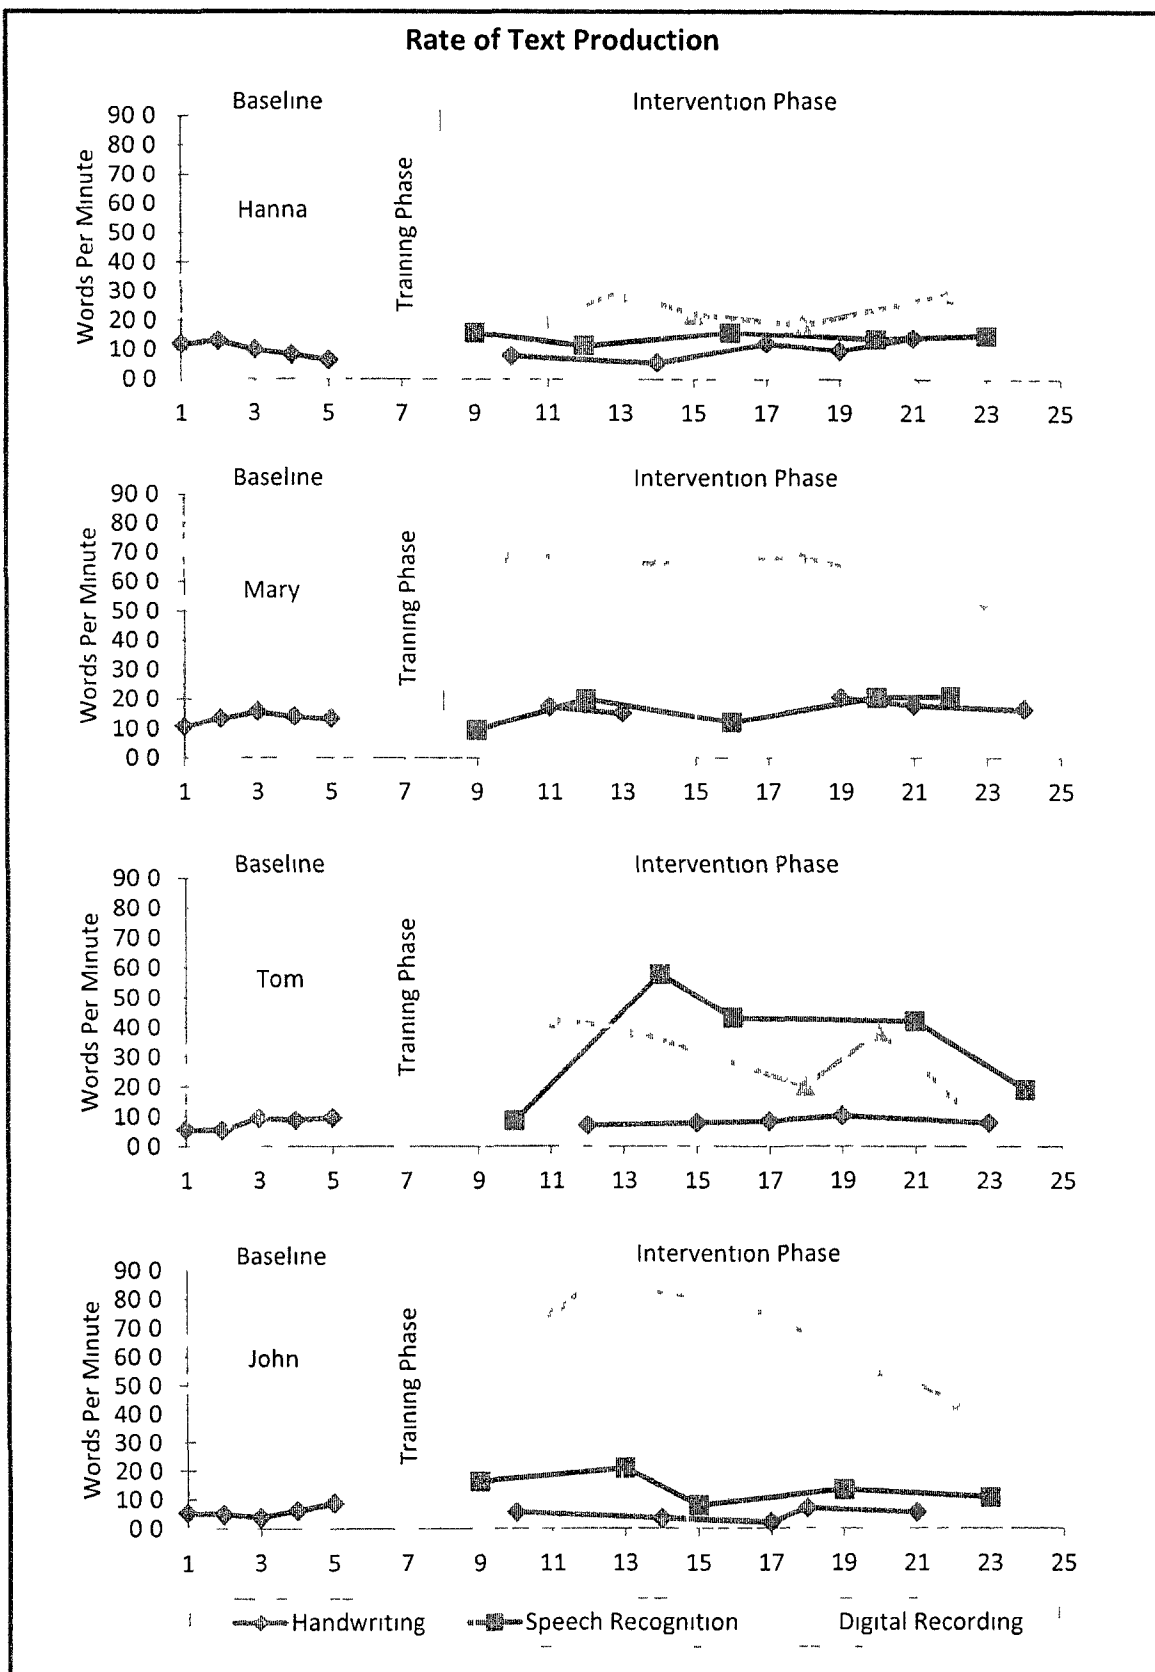 Rate of Text Production
Baseline Intervention Phase
90 0
80 0
70 0
60 0
50 0
40 0
30 0
20 0
10 0
0 0
Words Per Minute
Hanna
Training Phase
1 3 5 7 9 11 13 15 17 19 21 23 25
Baseline Intervention Phase
90 0
80 0
70 0
60 0
50 0
40 0
30 0
20 0
10 0
0 0
Words Per Minute
Mary
Training Phase
1 3 5 7 9 11 13 15 17 19 21 23 25
Baseline Intervention Phase
90 0
80 0
70 0
60 0
50 0
40 0
30 0
20 0
10 0
0 0
Words Per Minute
Tom
Training Phase
1 3 5 7 9 11 13 15 17 19 21 23 25
Baseline Intervention Phase
90 0
80 0
70 0
60 0
50 0
40 0
30 0
20 0
10 0
0 0
Words Per Minute
John
Training Phase
1 3 5 7 9 11 13 15 17 19 21 23 25
Handwriting Speech Recognition Digital Recording